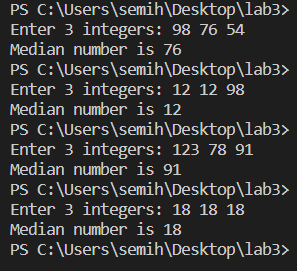 PS C:\Users\semih\Desktop\lab3>
Enter 3 integers: 98 76 54
Median number is 76
PS C:\Users\semih\Desktop\lab3>
Enter 3 integers: 12 12 98
Median number is 12
PS C:\Users\semih\Desktop\lab3>
Enter 3 integers: 123 78 91
Median number is 91
PS C:\Users\semih\Desktop\lab3>
Enter 3 integers: 18 18 18
Median number is 18
PS C:\Users\semih\Desktop\lab3>